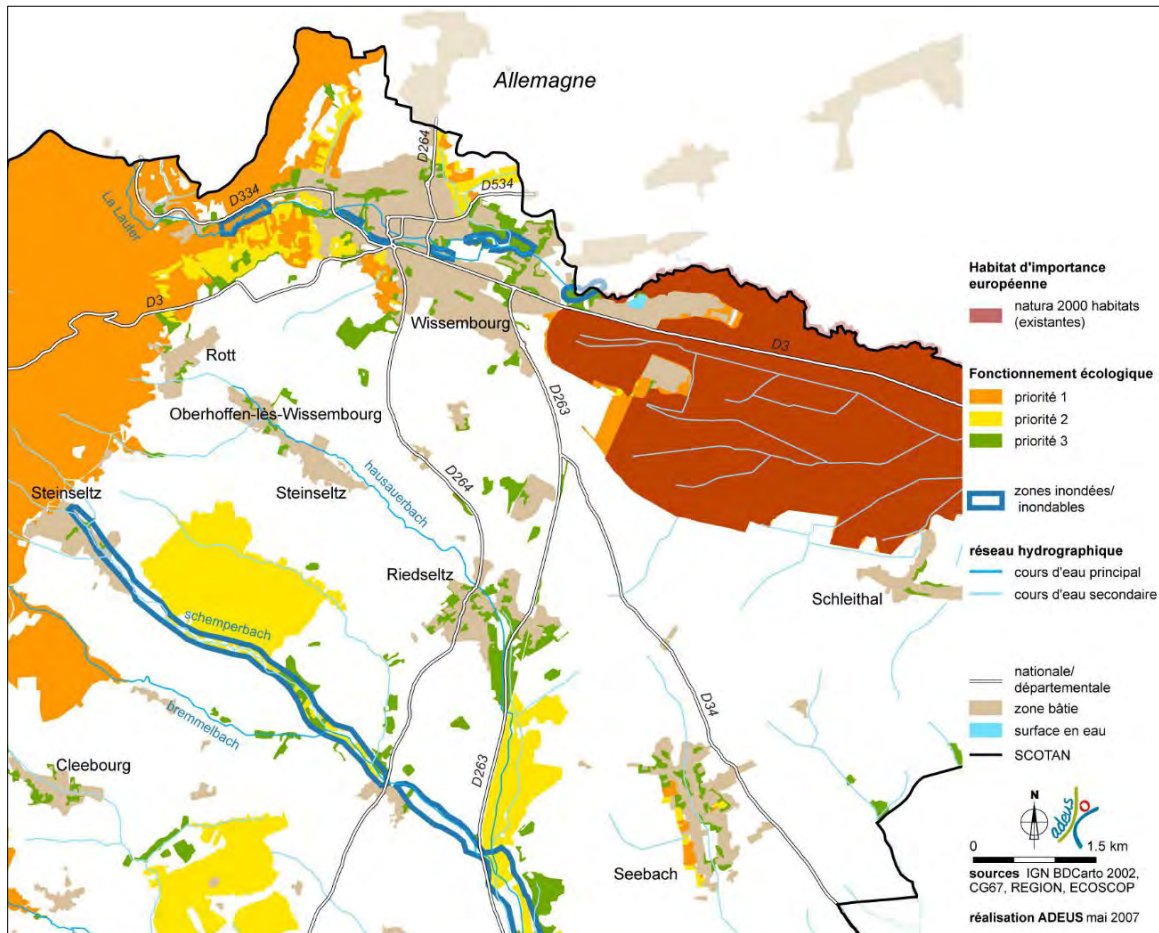 Allemagne
D264
D534
D334
La Lauter
D3
Wissembourg
D3
Rott
D263
Oberhoffen-lès-Wissembourg
hausauerbach
D264
Steinseltz
Steinseltz
Riedseltz
Schleithal
schemperbach
D34
bremmelbach
Cleebourg
D263
Seebach
Habitat d'importance
européenne
natura 2000 habitats
(existantes)
Fonctionnement écologique
priorité 1
priorité 2
priorité 3
zones inondées/
inondables
réseau hydrographique
cours d'eau principal
cours d'eau secondaire
nationale/
départementale
zone bâtie
surface en eau
SCOTAN
N
adeus
0 1.5 km
sources IGN BDCarto 2002,
CG67, REGION, ECOSCOP
réalisation ADEUS mai 2007